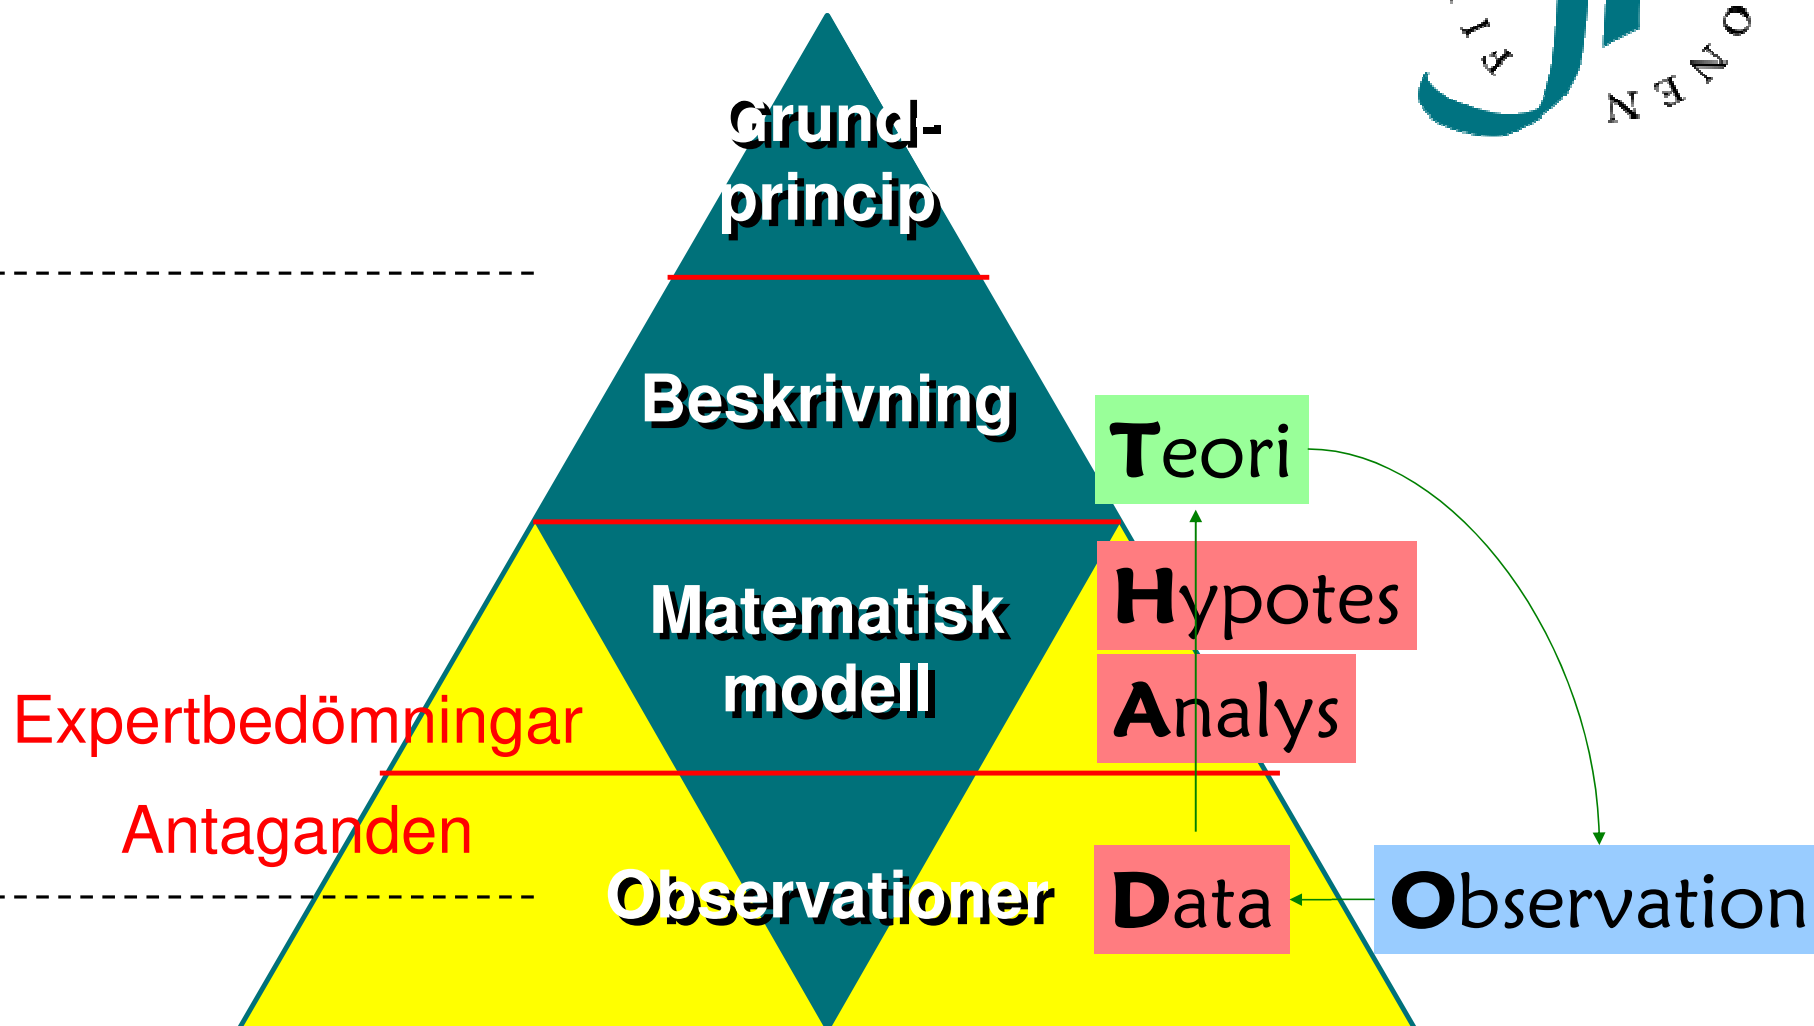 Grund-
princip
Beskrivning
Teori
Hypotes
Matematisk
modell
Analys
Expertbedömningar
Antaganden
Observationer
Data
Observation